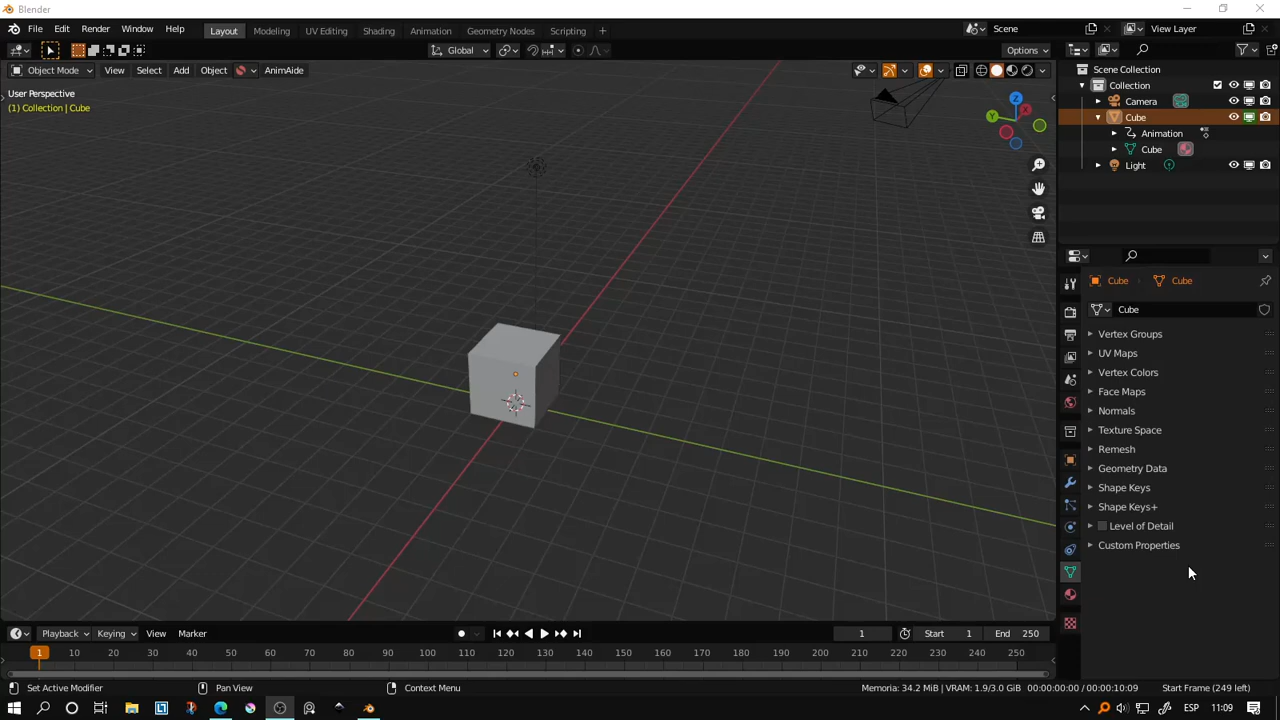 Blender
File Edit Render Window Help
Layout Modeling UV Editing Shading Animation Geometry Nodes Scripting +
Scene View Layer
Global Options
Object Mode View Select Add Object AnimAide
User Perspective
(1) Collection | Cube
Z
Y
X
Scene Collection
Collection
Camera
Cube
Animation
Cube
Light
Cube Cube
Cube
Vertex Groups
UV Maps
Vertex Colors
Face Maps
Normals
Texture Space
Remesh
Geometry Data
Shape Keys
Shape Keys+
Level of Detail
Custom Properties
Playback Keying View Marker 1 Start 1 End 250
1 10 20 30 40 50 60 70 80 90 100 110 120 130 140 150 160 170 180 190 200 210 220 230 240 250
Set Active Modifier Pan View Context Menu Memoria: 34.2 MiB | VRAM: 1.9/3.0 GiB 00:00:00:00 / 00:00:10:09 Start Frame (249 left)
ESP 11:09